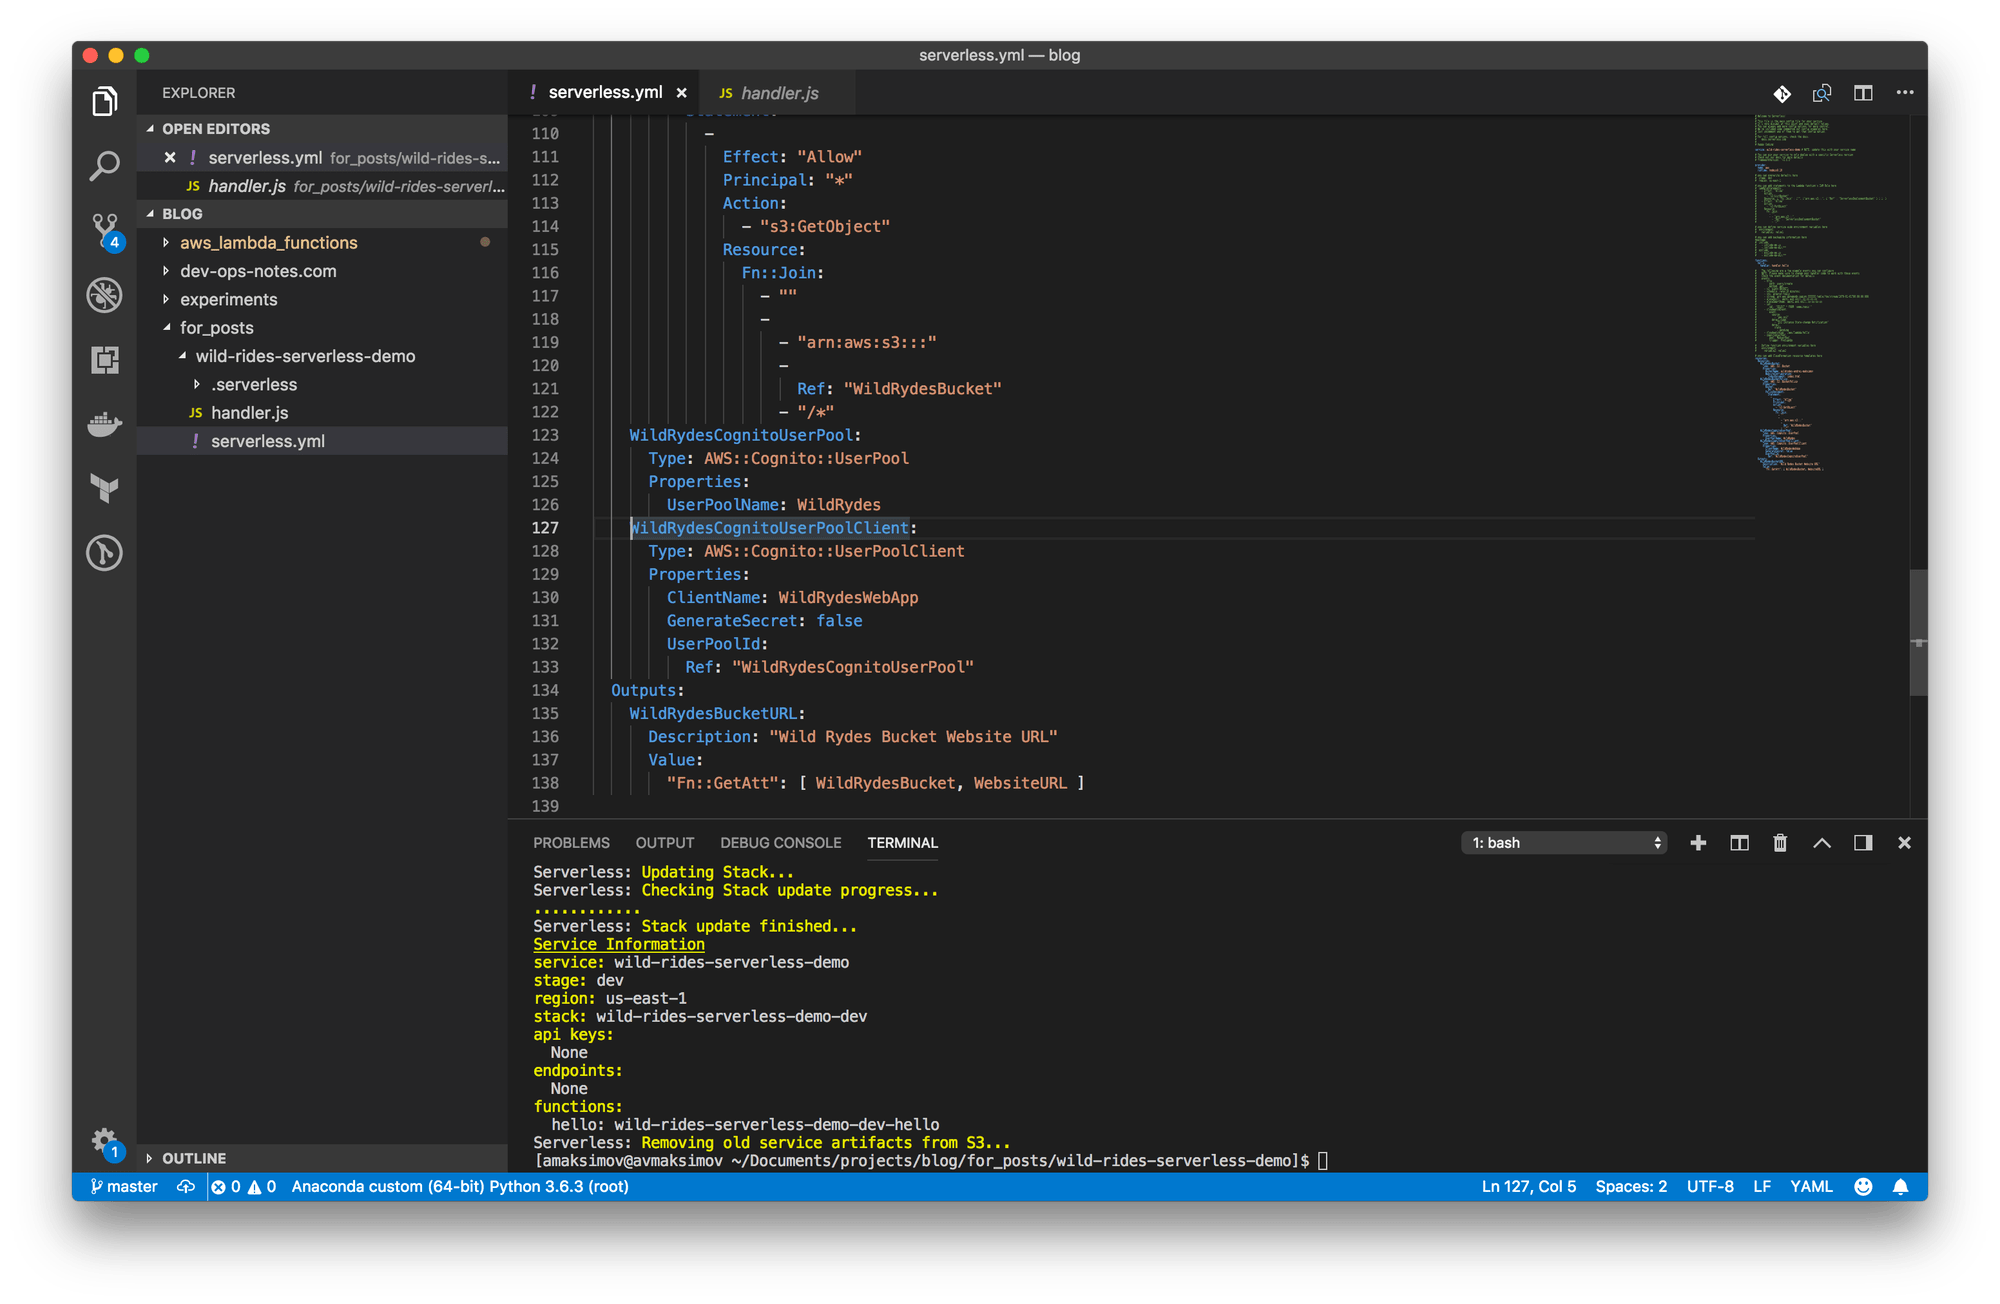 serverless.yml — blog
EXPLORER
OPEN EDITORS
! serverless.yml for_posts/wild-rides-s...
JS handler.js for_posts/wild-rides-serverl...
BLOG
aws_lambda_functions
dev-ops-notes.com
experiments
for_posts
wild-rides-serverless-demo
.serverless
JS handler.js
! serverless.yml
OUTLINE
4
1
! serverless.yml ×
JS handler.js
110 -
111 Effect: "Allow"
112 Principal: "*"
113 Action:
114 - "s3:GetObject"
115 Resource:
116 Fn::Join:
117 - ""
118 -
119 - "arn:aws:s3:::"
120 -
121 Ref: "WildRydesBucket"
122 - "/*"
123 WildRydesCognitoUserPool:
124 Type: AWS::Cognito::UserPool
125 Properties:
126 UserPoolName: WildRydes
127 WildRydesCognitoUserPoolClient:
128 Type: AWS::Cognito::UserPoolClient
129 Properties:
130 ClientName: WildRydesWebApp
131 GenerateSecret: false
132 UserPoolId:
133 Ref: "WildRydesCognitoUserPool"
134 Outputs:
135 WildRydesBucketURL:
136 Description: "Wild Rydes Bucket Website URL"
137 Value:
138 "Fn::GetAtt": [ WildRydesBucket, WebsiteURL ]
139
PROBLEMS OUTPUT DEBUG CONSOLE TERMINAL 1: bash
Serverless: Updating Stack...
Serverless: Checking Stack update progress...
............
Serverless: Stack update finished...
Service Information
service: wild-rides-serverless-demo
stage: dev
region: us-east-1
stack: wild-rides-serverless-demo-dev
api keys:
None
endpoints:
None
functions:
hello: wild-rides-serverless-demo-dev-hello
Serverless: Removing old service artifacts from S3...
[amaksimov@avmaksimov ~/Documents/projects/blog/for_posts/wild-rides-serverless-demo]$
master 0 0 Anaconda custom (64-bit) Python 3.6.3 (root) Ln 127, Col 5 Spaces: 2 UTF-8 LF YAML